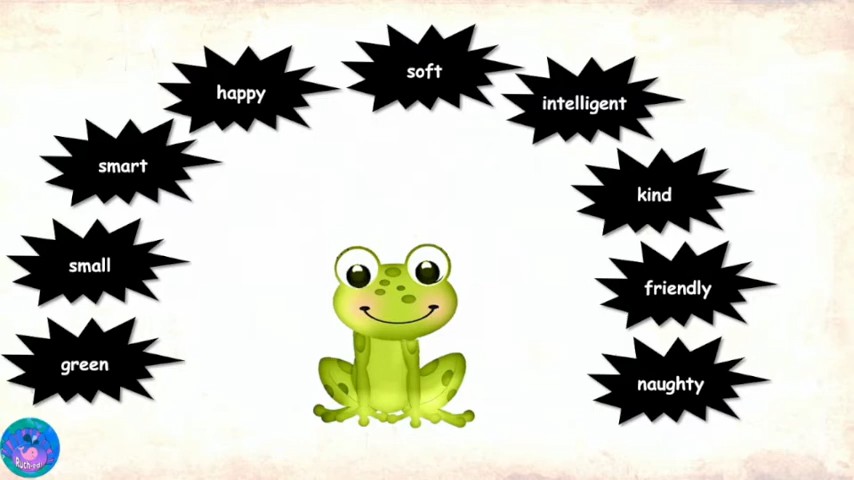 soft
happy
intelligent
smart
kind
small
friendly
green
naughty